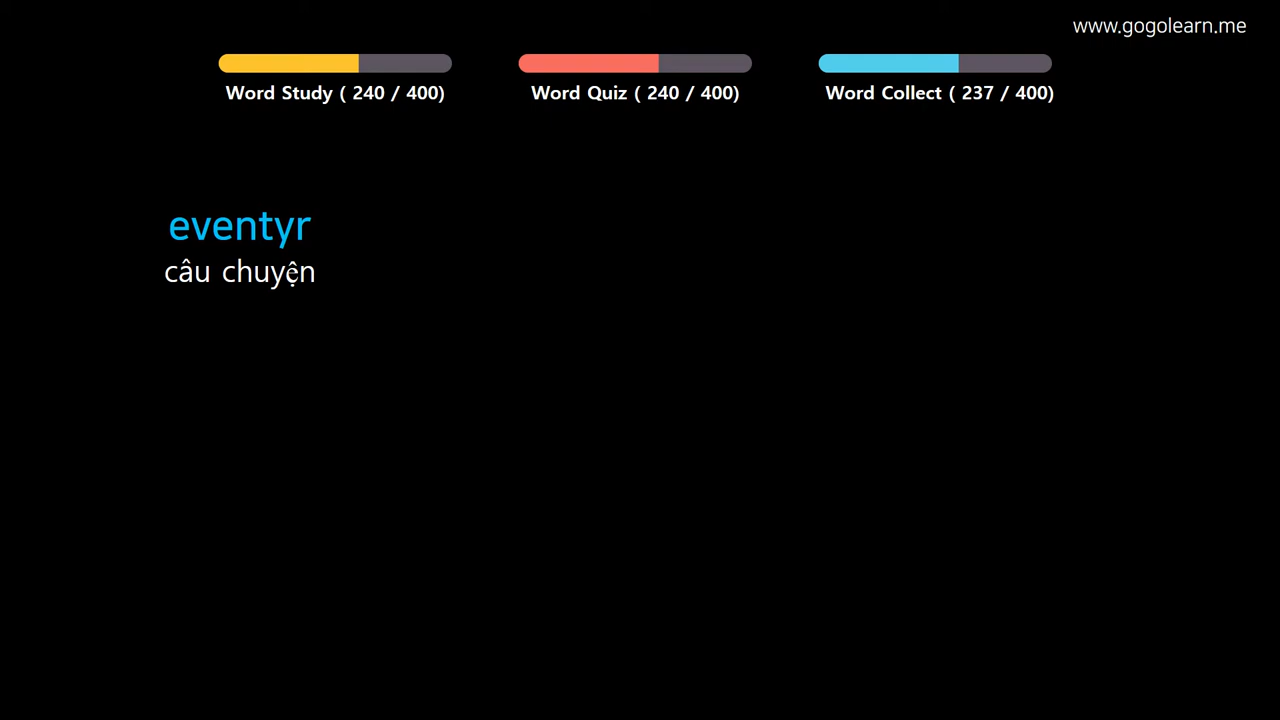 www.gogolearn.me
Word Study ( 240 / 400)
Word Quiz ( 240 / 400)
Word Collect ( 237 / 400)
eventyr
câu chuyện